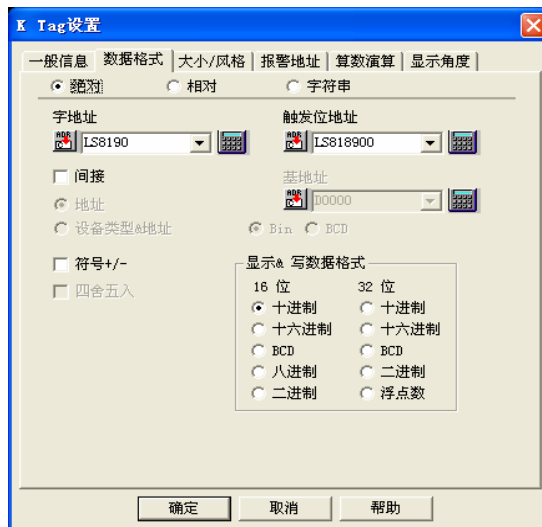 K Tag设置
一般信息 数据格式 大小/风格 报警地址 算数演算 显示角度
绝对 相对 字符串
字地址 触发位地址
LS8190 LS818900
间接 基地址
地址 D0000
设备类型&地址 Bin BCD
符号+/- 显示& 写数据格式
四舍五入 16 位 32 位
十进制 十进制
十六进制 十六进制
BCD BCD
八进制 二进制
二进制 浮点数
确定 取消 帮助